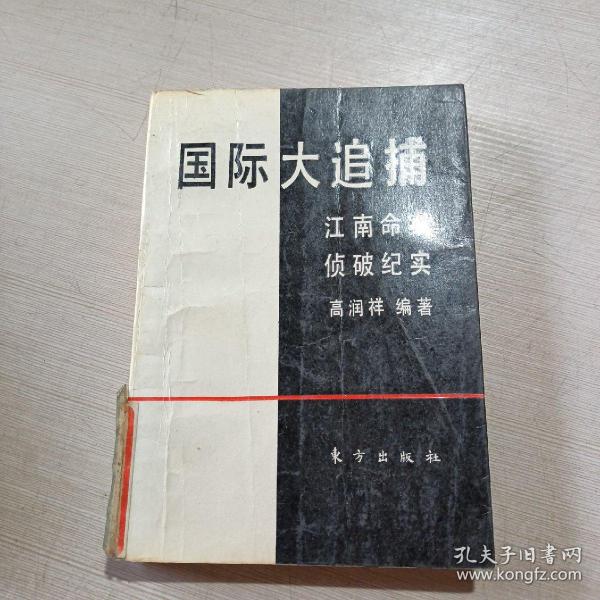 国际大追捕
江南命
侦破纪实
高润祥 编著
東方出版社
孔夫子旧書网
www.kongfz.com